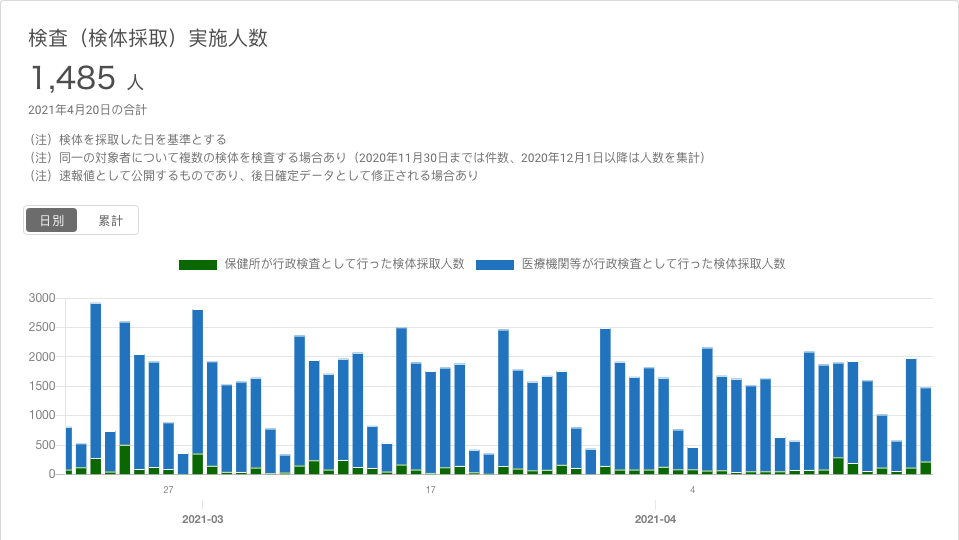 検査（検体採取）実施人数
1,485 人
2021年4月20日の合計
（注）検体を採取した日を基準とする
（注）同一の対象者について複数の検体を検査する場合あり（2020年11月30日までは件数、2020年12月1日以降は人数を集計）
（注）速報値として公開するものであり、後日確定データとして修正される場合あり
日別 累計
保健所が行政検査として行った検体採取人数 医療機関等が行政検査として行った検体採取人数
3000
2500
2000
1500
1000
500
0
27 17 4
2021-03 2021-04